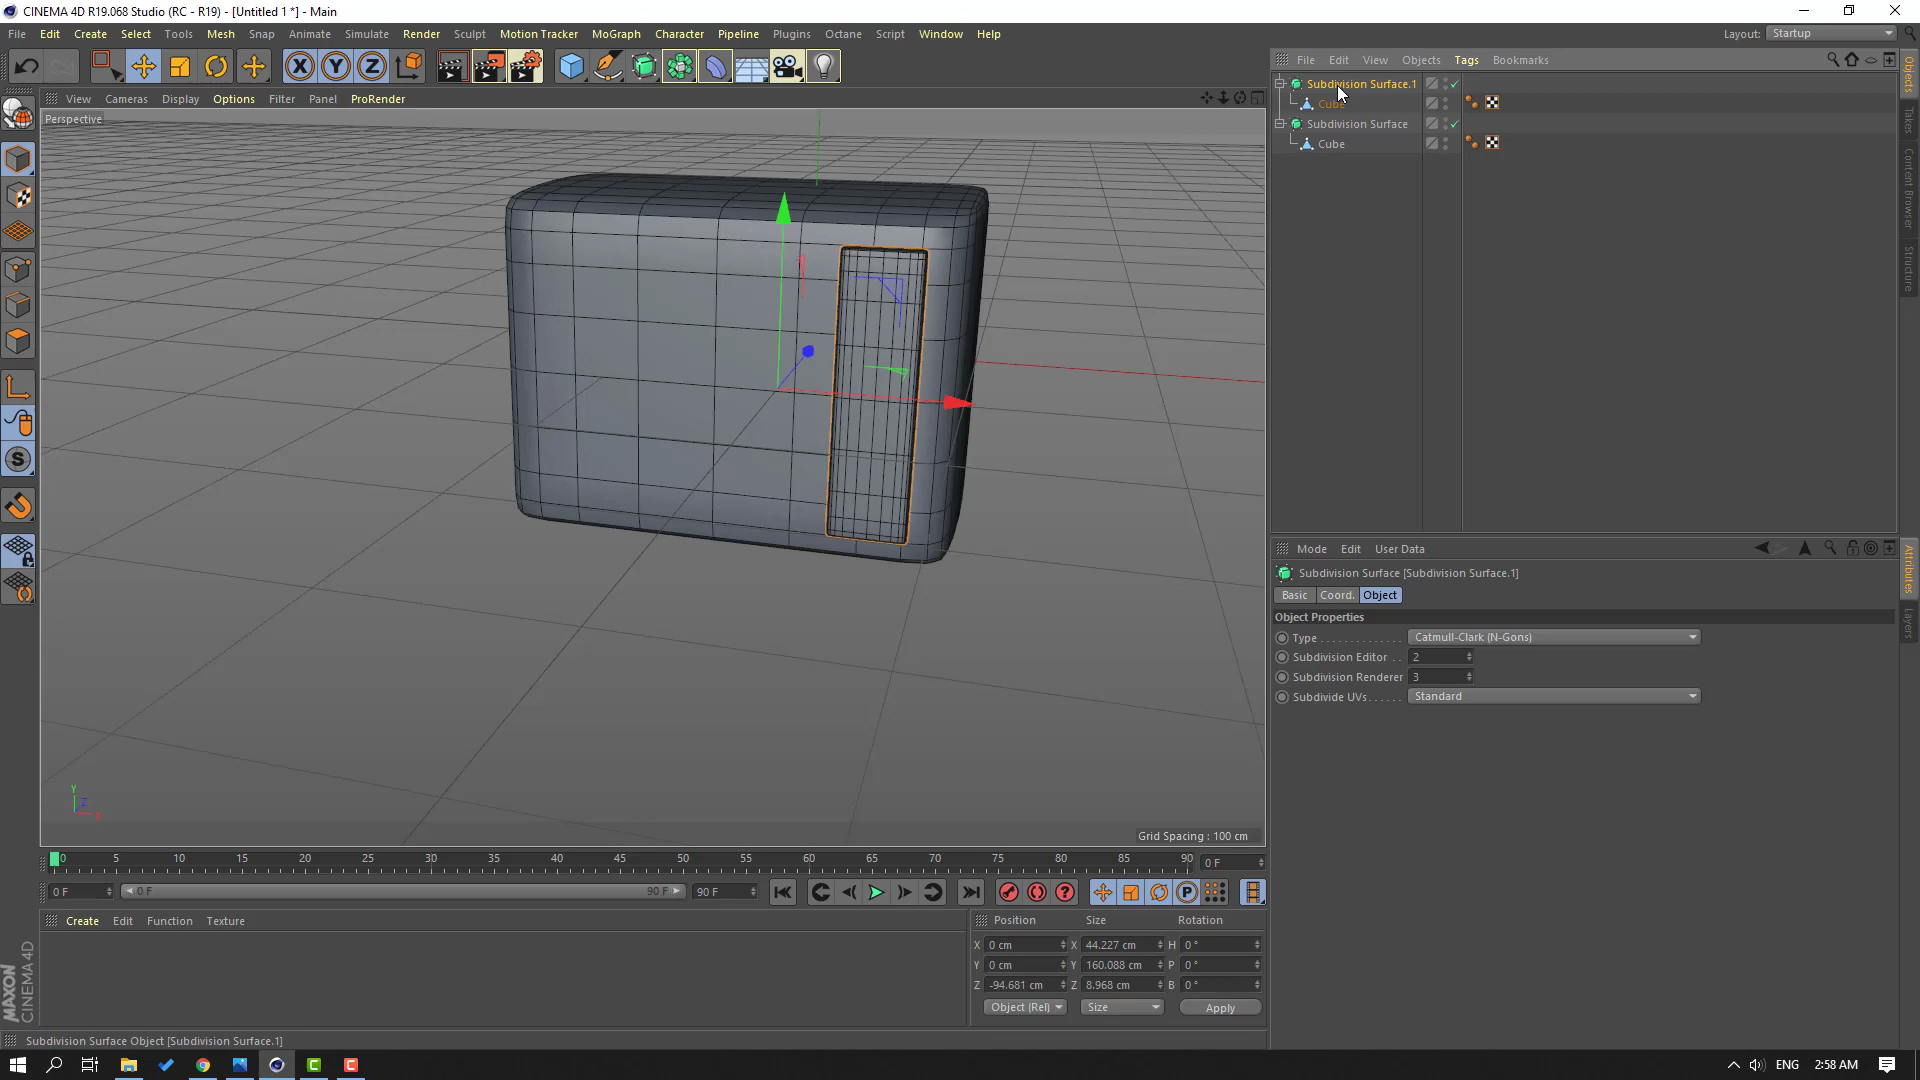 CINEMA 4D R19.068 Studio (RC - R19) - [Untitled 1 *] - Main
File Edit Create Select Tools Mesh Snap Animate Simulate Render Sculpt Motion Tracker MoGraph Character Pipeline Plugins Octane Script Window Help
Layout: Startup
File Edit View Objects Tags Bookmarks
Subdivision Surface.1
Cube
Subdivision Surface
Cube
Objects
Takes
Content Browser
Structure
View Cameras Display Options Filter Panel ProRender
Perspective
Y
Z
X
Grid Spacing : 100 cm
Mode Edit User Data
Subdivision Surface [Subdivision Surface.1]
Basic Coord. Object
Object Properties
Type Catmull-Clark (N-Gons)
Subdivision Editor 2
Subdivision Renderer 3
Subdivide UVs Standard
Attributes
Layers
0 5 10 15 20 25 30 35 40 45 50 55 60 65 70 75 80 85 90 0 F
0 F 0 F 90 F 90 F
Create Edit Function Texture
Position Size Rotation
X 0 cm X 44.227 cm H 0 °
Y 0 cm Y 160.088 cm P 0 °
Z -94.681 cm Z 8.968 cm B 0 °
Object (Rel) Size Apply
MAXON CINEMA 4D
Subdivision Surface Object [Subdivision Surface.1]
ENG 2:58 AM